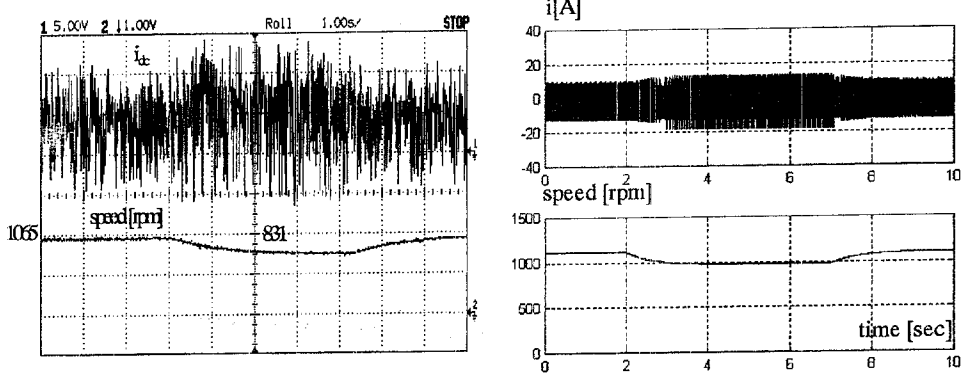 1 5.00V 2 ↓1.00V Roll 1.00s/ STOP
i_dc
speed [rpm]
1065
831
1
2
i[A]
40
20
0
-20
-40
0 2 4 6 8 10
speed [rpm]
1500
1000
500
0
time [sec]
0 2 4 6 8 10